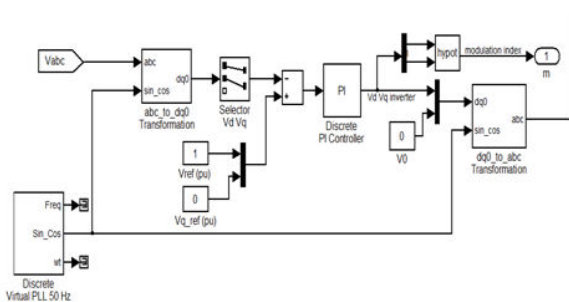 Vabc
abc
dq0
sin_cos
abc_to_dq0
Transformation
Selector
Vd Vq
-
+
PI
Discrete
PI Controller
Vd Vq inverter
hypot
modulation index
1
m
1
Vref (pu)
0
Vq_ref (pu)
0
V0
dq0
abc
sin_cos
dq0_to_abc
Transformation
Freq
Sin_Cos
wt
Discrete
Virtual PLL 50 Hz